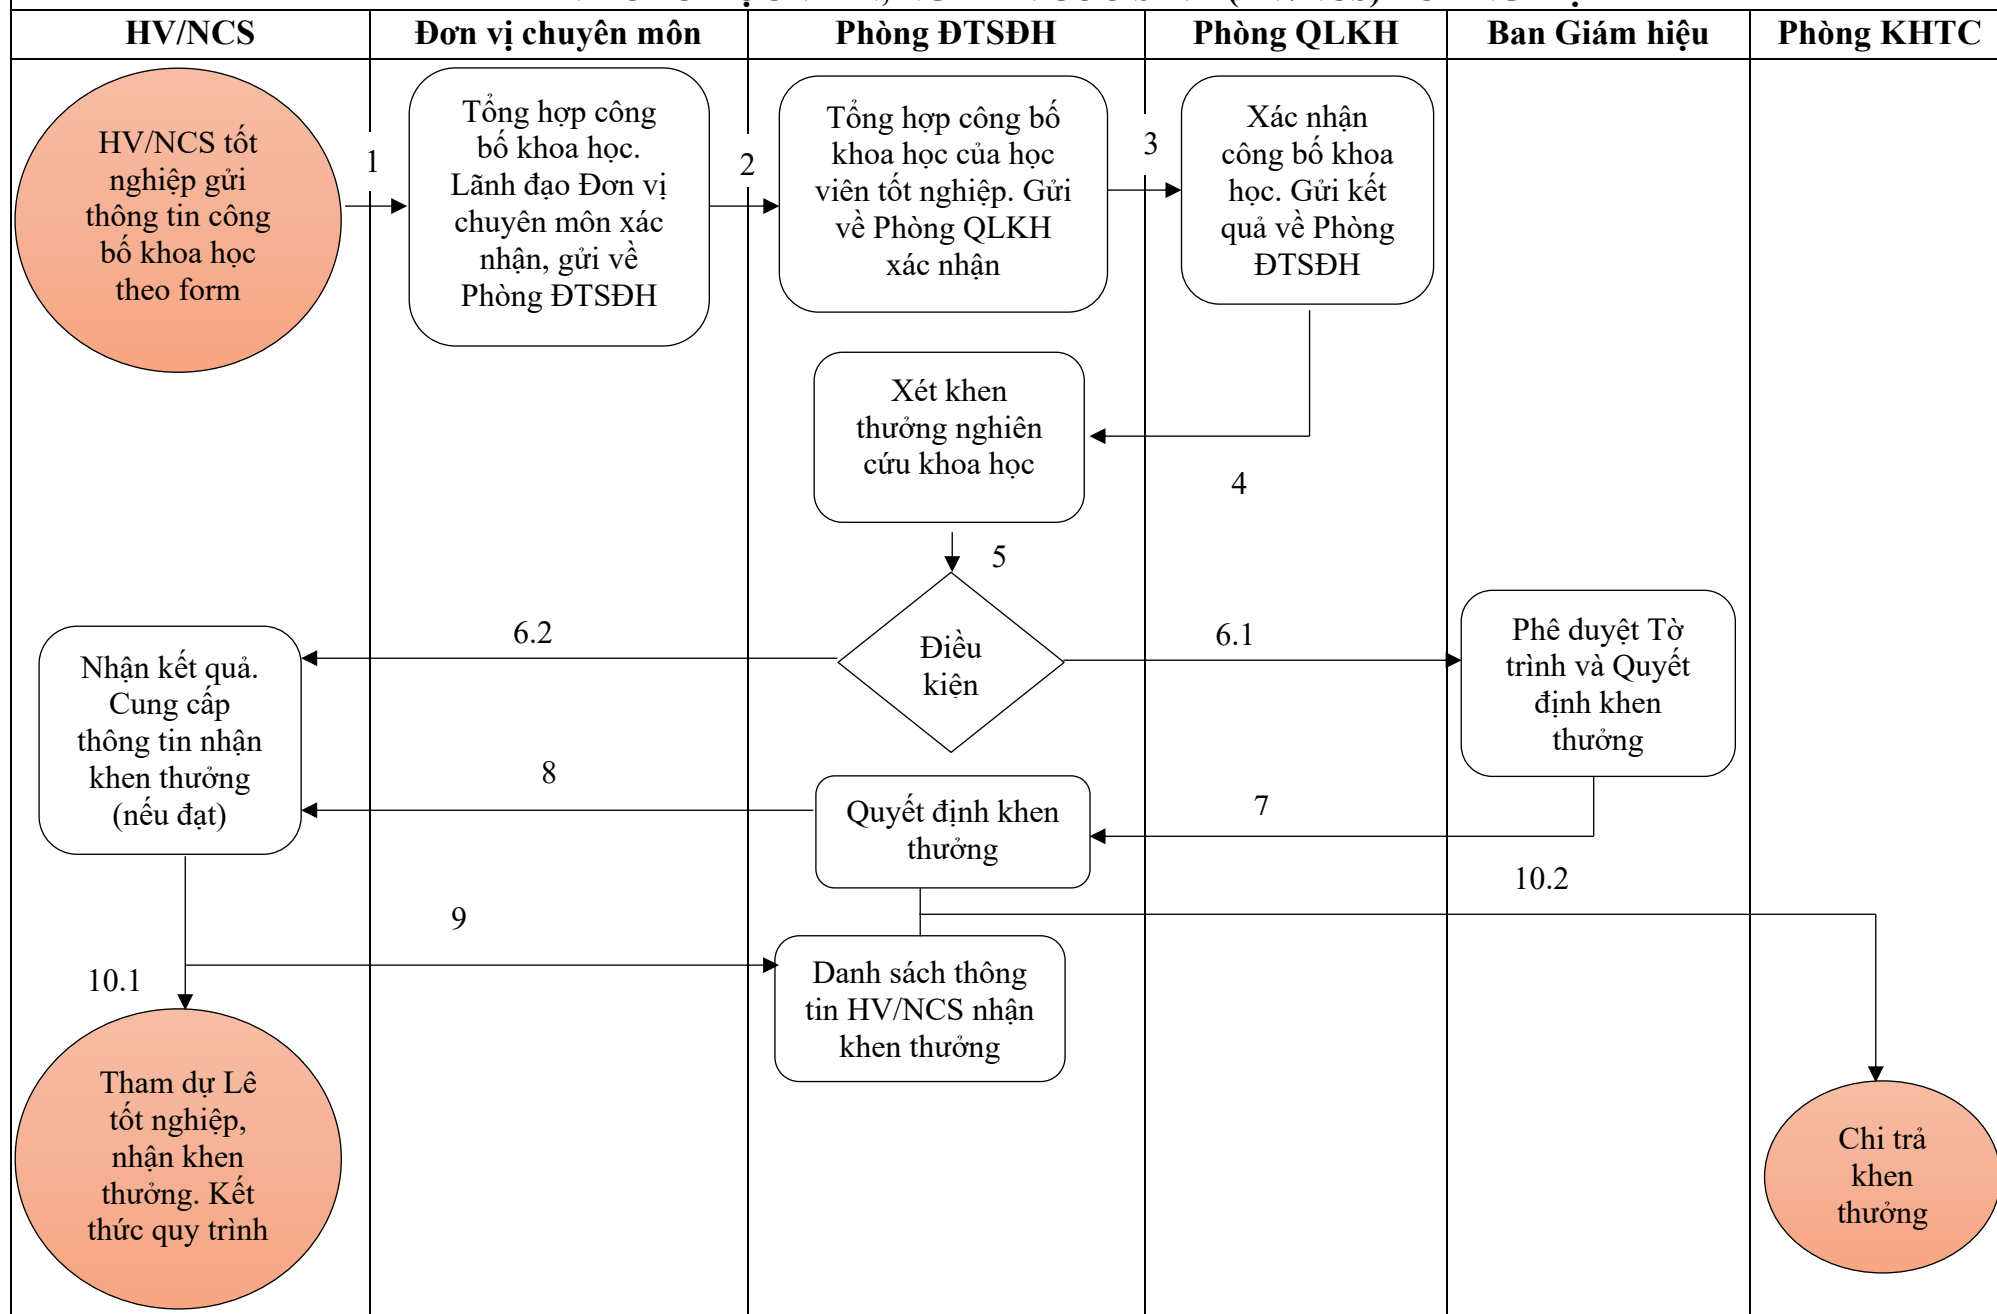 HV/NCS
Đơn vị chuyên môn
Phòng ĐTSĐH
Phòng QLKH
Ban Giám hiệu
Phòng KHTC
HV/NCS tốt
nghiệp gửi
thông tin công
bố khoa học
theo form
1
Tổng hợp công
bố khoa học.
Lãnh đạo Đơn vị
chuyên môn xác
nhận, gửi về
Phòng ĐTSĐH
2
Tổng hợp công bố
khoa học của học
viên tốt nghiệp. Gửi
về Phòng QLKH
xác nhận
3
Xác nhận
công bố khoa
học. Gửi kết
quả về Phòng
ĐTSĐH
Xét khen
thưởng nghiên
cứu khoa học
4
5
Điều
kiện
6.2
6.1
Nhận kết quả.
Cung cấp
thông tin nhận
khen thưởng
(nếu đạt)
Phê duyệt Tờ
trình và Quyết
định khen
thưởng
8
Quyết định khen
thưởng
7
10.2
9
10.1
Danh sách thông
tin HV/NCS nhận
khen thưởng
Tham dự Lê
tốt nghiệp,
nhận khen
thưởng. Kết
thức quy trình
Chi trả
khen
thưởng